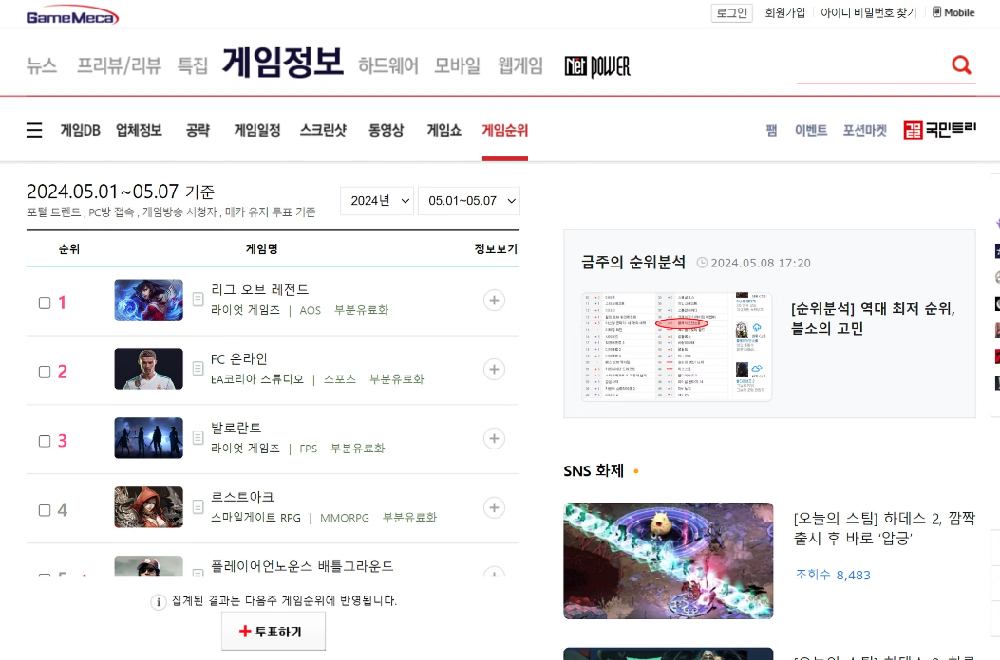 GameMeca
로그인 회원가입 아이디 비밀번호 찾기 Mobile
뉴스 프리뷰/리뷰 특집 게임정보 하드웨어 모바일 웹게임 Net POWER
게임DB 업체정보 공략 게임일정 스크린샷 동영상 게임쇼 게임순위 팸 이벤트 포션마켓 국민트리
2024.05.01~05.07 기준
포털 트렌드 , PC방 접속 , 게임방송 시청자 , 메카 유저 투표 기준
2024년 05.01~05.07
순위 게임명 정보보기
1 리그 오브 레전드
라이엇 게임즈 | AOS 부분유료화
2 FC 온라인
EA코리아 스튜디오 | 스포츠 부분유료화
3 발로란트
라이엇 게임즈 | FPS 부분유료화
4 로스트아크
스마일게이트 RPG | MMORPG 부분유료화
플레이어언노운스 배틀그라운드
집계된 결과는 다음주 게임순위에 반영됩니다.
투표하기
금주의 순위분석 2024.05.08 17:20
[순위분석] 역대 최저 순위,
블소의 고민
SNS 화제
[오늘의 스팀] 하데스 2, 깜짝
출시 후 바로 ‘압긍’
조회수 8,483